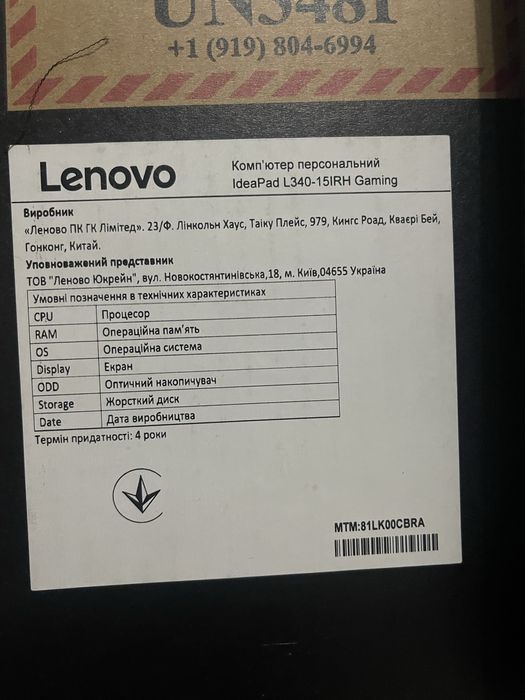 UN3481
+1 (919) 804-6994
Lenovo
Комп'ютер персональний
IdeaPad L340-15IRH Gaming
Виробник
«Леново ПК ГК Лімітед». 23/Ф. Лінкольн Хаус, Таіку Плейс, 979, Кингс Роад, Кваєрі Бей,
Гонконг, Китай.
Уповноважений представник
ТОВ "Леново Юкрейн", вул. Новокостянтинівська,18, м. Київ,04655 Україна
Умовні позначення в технічних характеристиках
CPU Процесор
RAM Операційна пам'ять
OS Операційна система
Display Екран
ODD Оптичний накопичувач
Storage Жорсткий диск
Date Дата виробництва
Термін придатності: 4 роки
MTM:81LK00CBRA